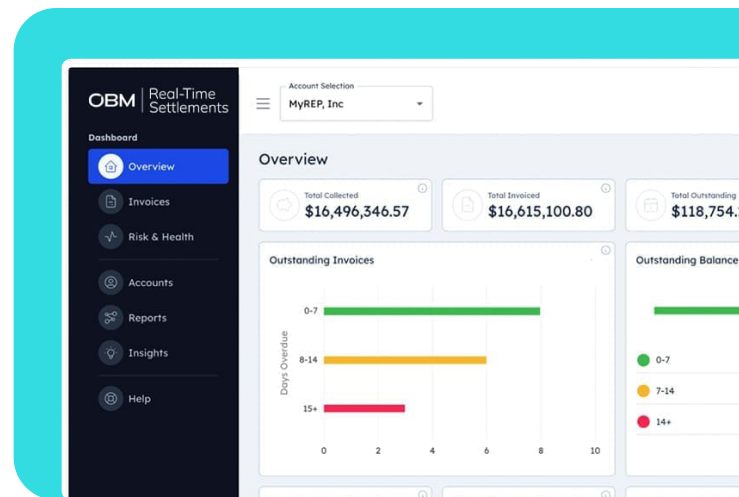 OBM Real-Time
Settlements
Dashboard
Overview
Invoices
Risk & Health
Accounts
Reports
Insights
Help
Account Selection
MyREP, Inc
Overview
Total Collected
$16,496,346.57
Total Invoiced
$16,615,100.80
Total Outstanding
$118,754.
Outstanding Invoices
Days Overdue
0-7
8-14
15+
0 2 4 6 8 10
Outstanding Balance
0-7
7-14
14+